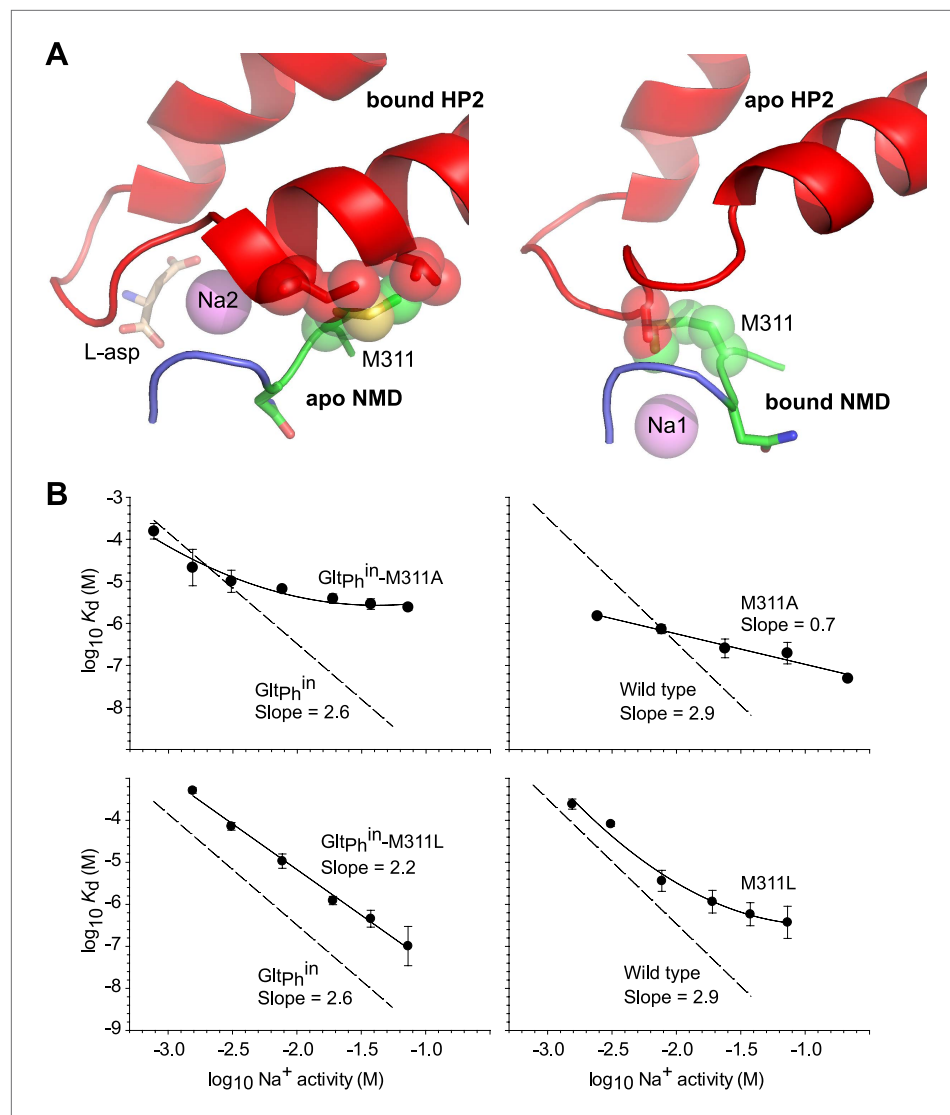 A
bound HP2
apo HP2
Na2
L-asp
M311
apo NMD
M311
bound NMD
Na1
B
log10 Kd (M)
-3
-4
-5
-6
-7
-8
GltPh^in-M311A
GltPh^in
Slope = 2.6
M311A
Slope = 0.7
Wild type
Slope = 2.9
log10 Kd (M)
-4
-5
-6
-7
-8
-9
GltPh^in-M311L
Slope = 2.2
GltPh^in
Slope = 2.6
M311L
Wild type
Slope = 2.9
-3.0 -2.5 -2.0 -1.5 -1.0
-3.0 -2.5 -2.0 -1.5 -1.0
log10 Na+ activity (M)
log10 Na+ activity (M)